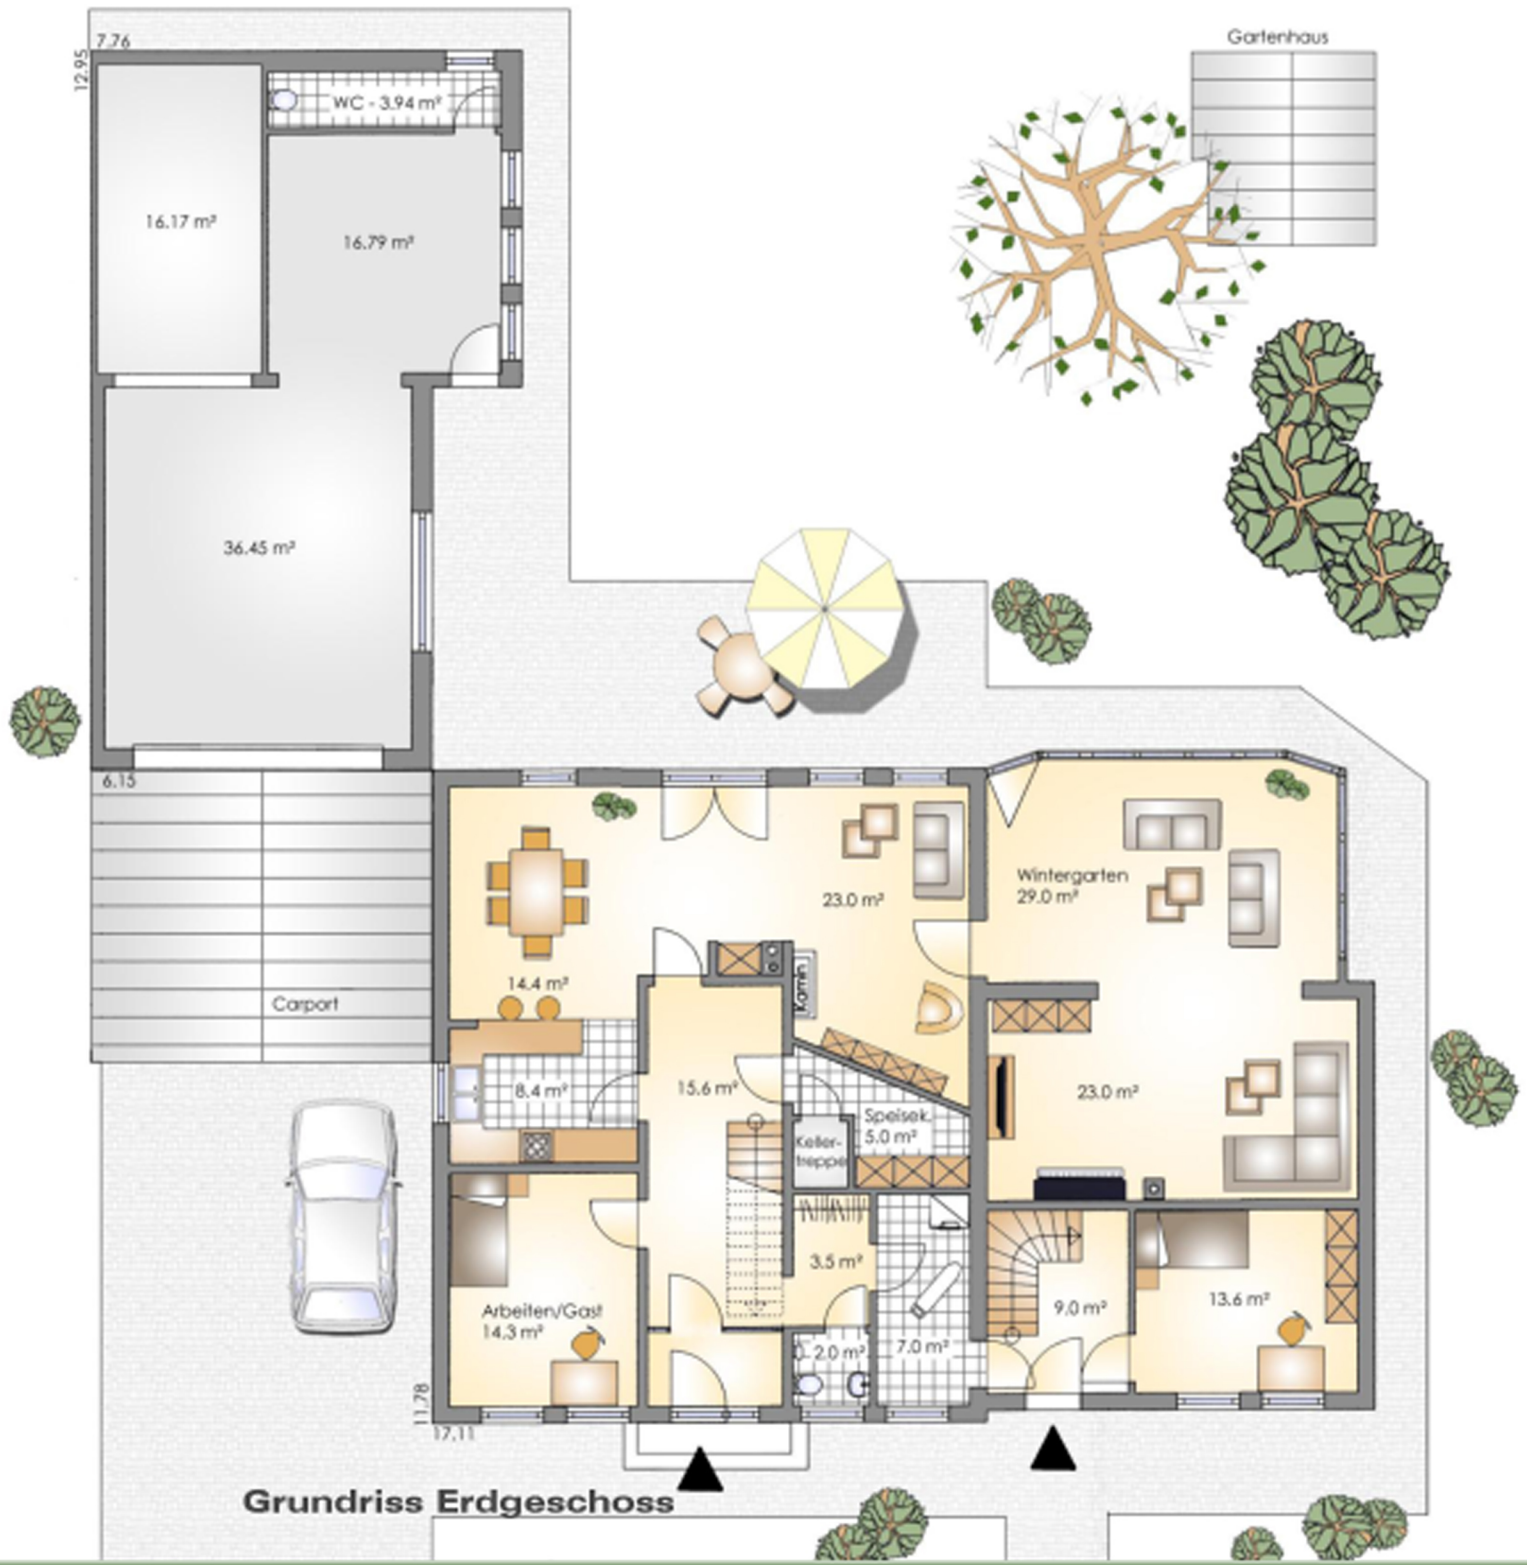 Gartenhaus
7.76
12.95
WC - 3.94 m²
16.17 m²
16.79 m²
36.45 m²
6.15
Carport
23.0 m²
Wintergarten
29.0 m²
14.4 m²
Kamin
8.4 m²
15.6 m²
Speisek.
5.0 m²
Keller-
treppe
23.0 m²
3.5 m²
Arbeiten/Gast
14.3 m²
9.0 m²
13.6 m²
2.0 m²
7.0 m²
11.78
17.11
Grundriss Erdgeschoss